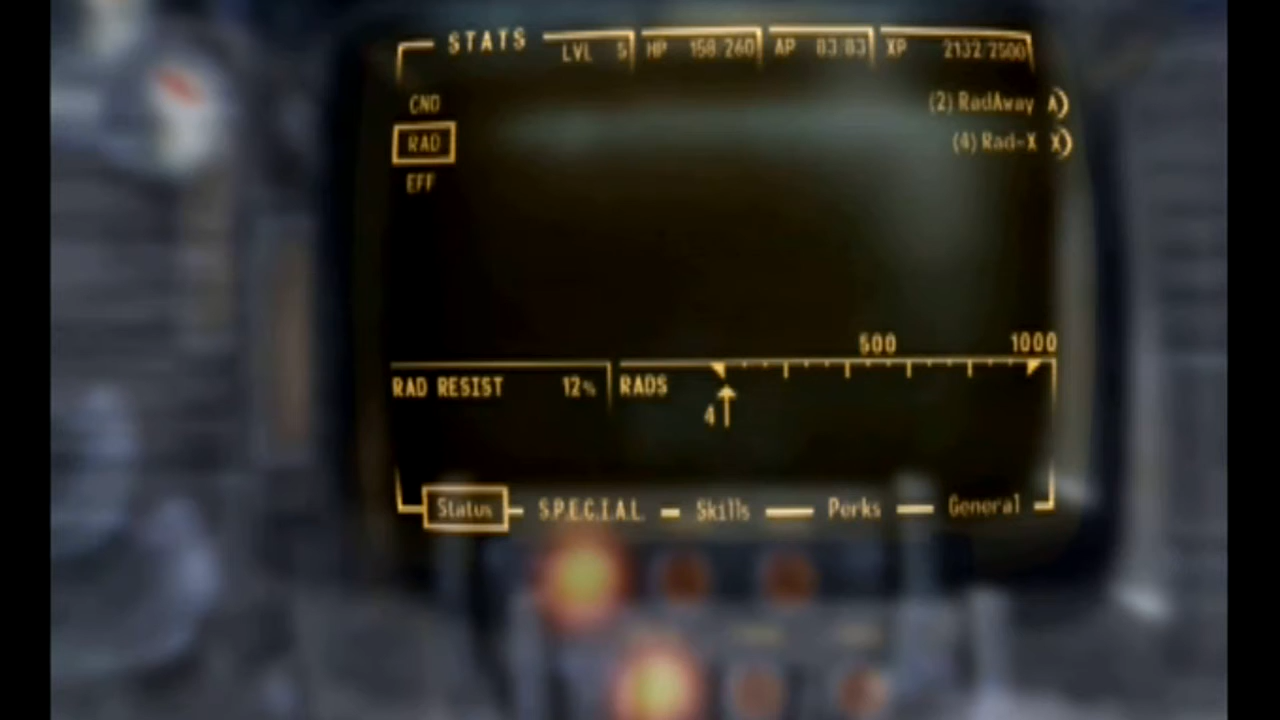 STATS LVL 5 HP 158/260 AP 83/83 XP 2132/2500
CND
(2) RadAway A)
RAD
(4) Rad-X X)
EFF
500 1000
RAD RESIST 12% RADS
4
Status S.P.E.C.I.A.L. Skills Perks General